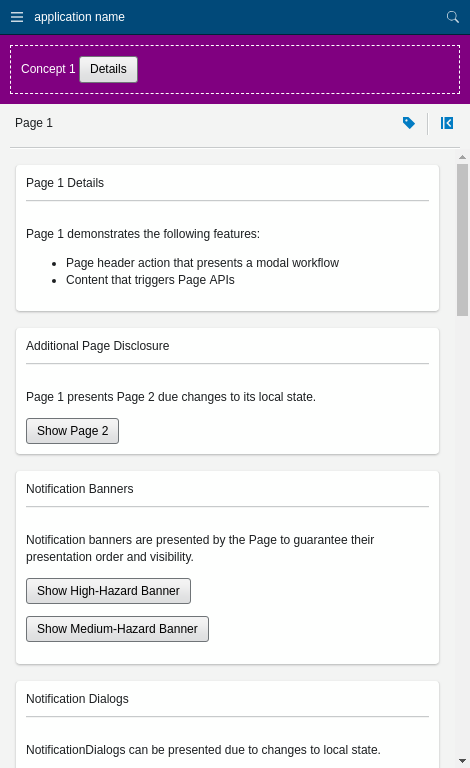 application name
Concept 1 Details
Page 1
Page 1 Details
Page 1 demonstrates the following features:
• Page header action that presents a modal workflow
• Content that triggers Page APIs
Additional Page Disclosure
Page 1 presents Page 2 due changes to its local state.
Show Page 2
Notification Banners
Notification banners are presented by the Page to guarantee their
presentation order and visibility.
Show High-Hazard Banner
Show Medium-Hazard Banner
Notification Dialogs
NotificationDialogs can be presented due to changes to local state.